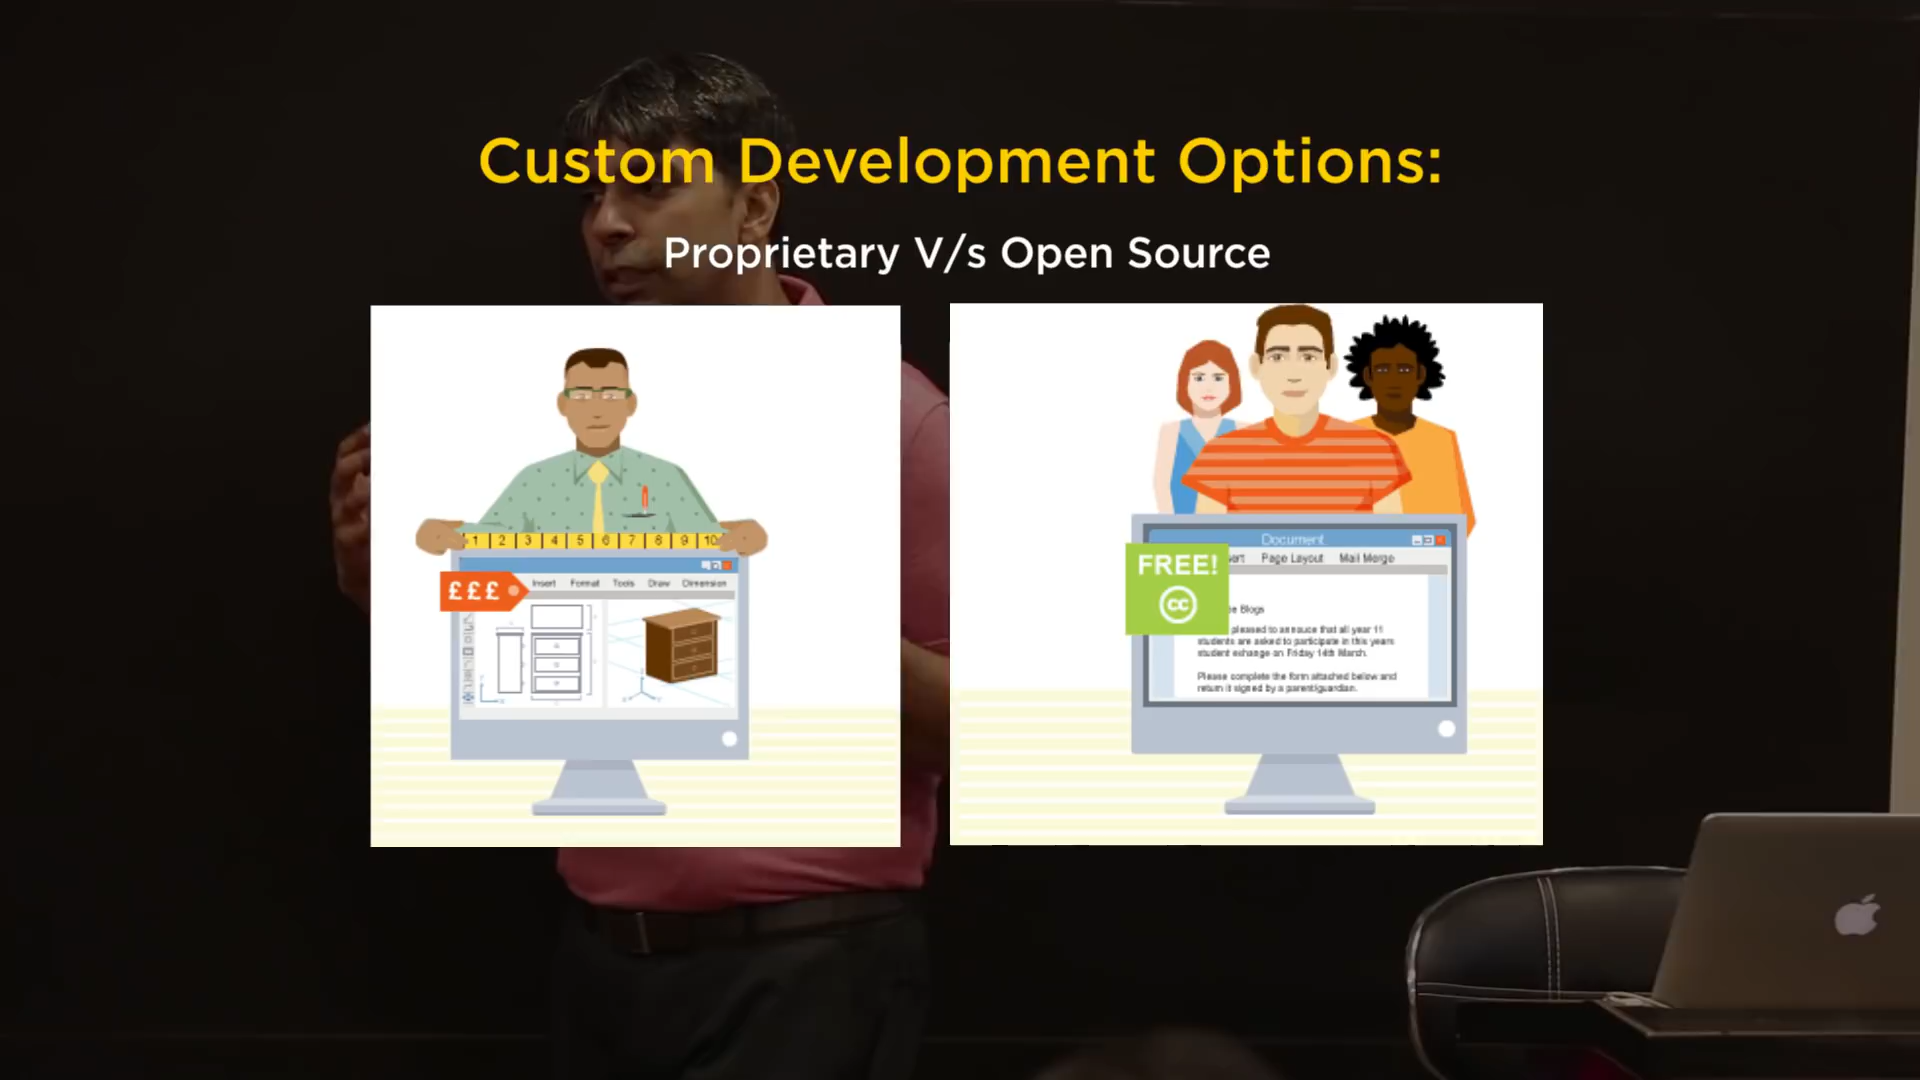 Custom Development Options:
Proprietary V/s Open Source
1 2 3 4 5 6 7 8 9 10
£££
Insert Format Tools Draw Dimension
Document
FREE!
ert Page Layout Mail Merge
cc
e Blogs
pleased to annouce that all year 11
students are asked to participate in this years
student exhange on Friday 14th March.
Please complete the form attached below and
return it signed by a parent/guardian.